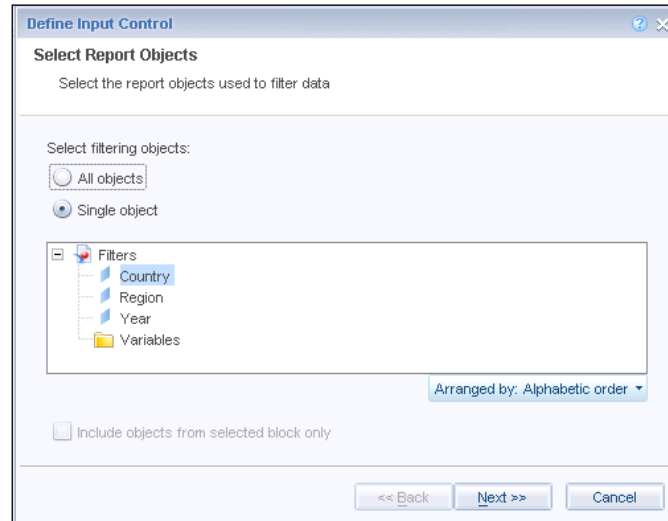 Define Input Control
Select Report Objects
Select the report objects used to filter data
Select filtering objects:
All objects
Single object
Filters
Country
Region
Year
Variables
Arranged by: Alphabetic order
Include objects from selected block only
<< Back Next >> Cancel